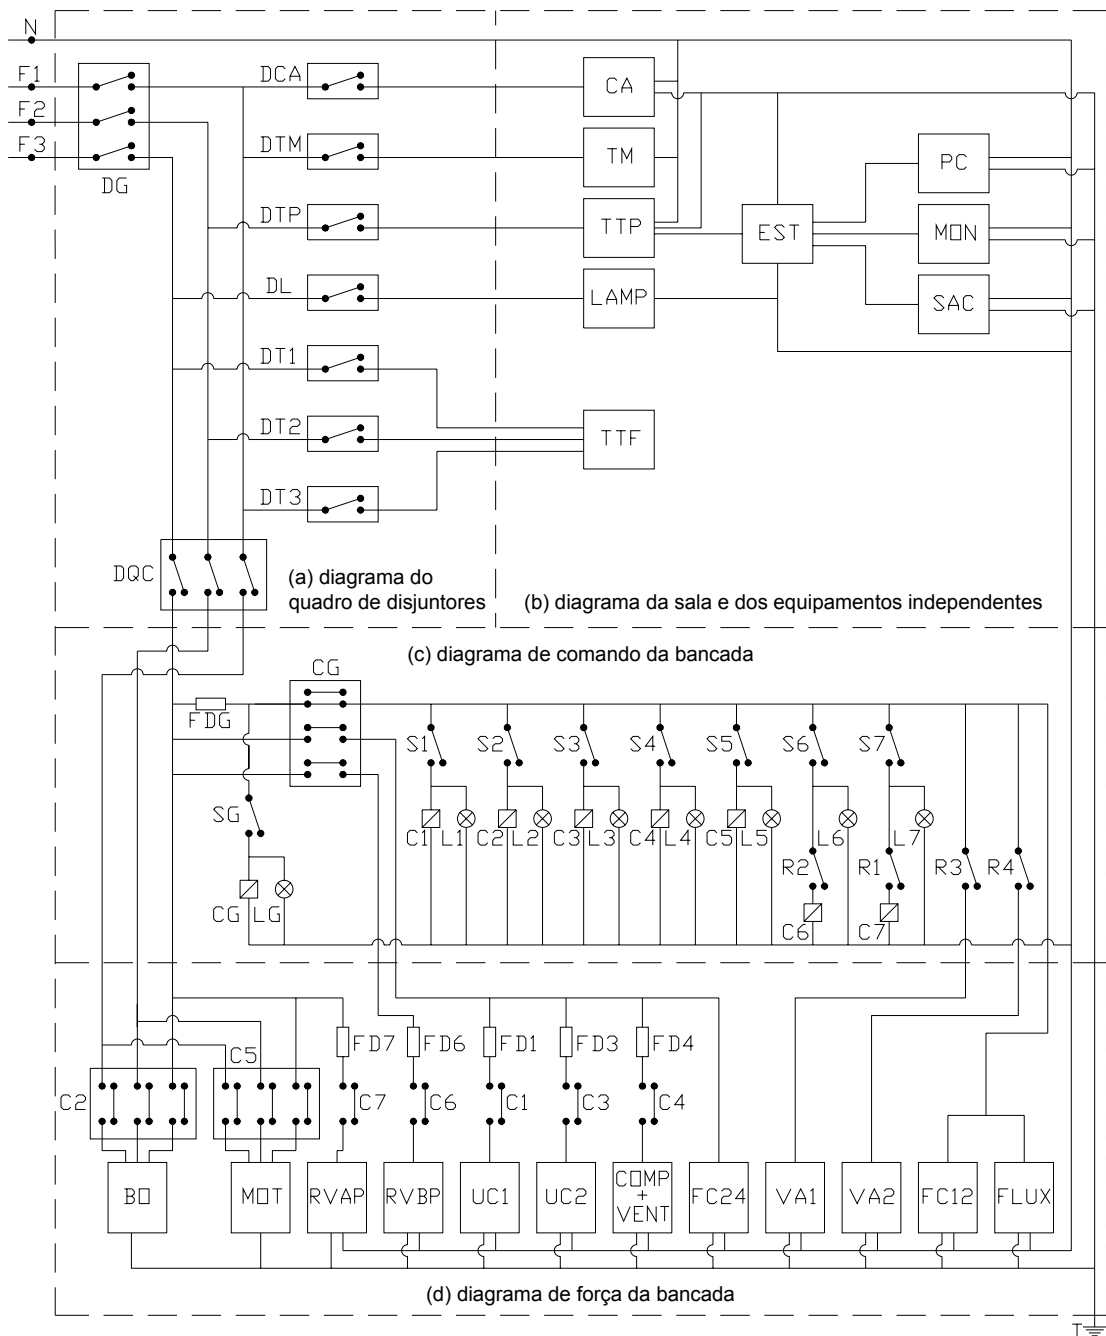 N
F1
F2
F3
DG
DCA
DTM
DTP
DL
DT1
DT2
DT3
DQC
CA
TM
TTP
LAMP
TTF
EST
PC
MON
SAC
(a) diagrama do
quadro de disjuntores
(b) diagrama da sala e dos equipamentos independentes
(c) diagrama de comando da bancada
CG
FDG
SG
CG LG
S1 S2 S3 S4 S5 S6 S7
C1 L1 C2 L2 C3 L3 C4 L4 C5 L5 L6 L7
R2 R1 R3 R4
C6 C7
FD7 FD6 FD1 FD3 FD4
C5
C2 C7 C6 C1 C3 C4
BO MOT RVAP RVBP UC1 UC2
COMP
+
VENT
FC24 VA1 VA2 FC12 FLUX
(d) diagrama de força da bancada
T